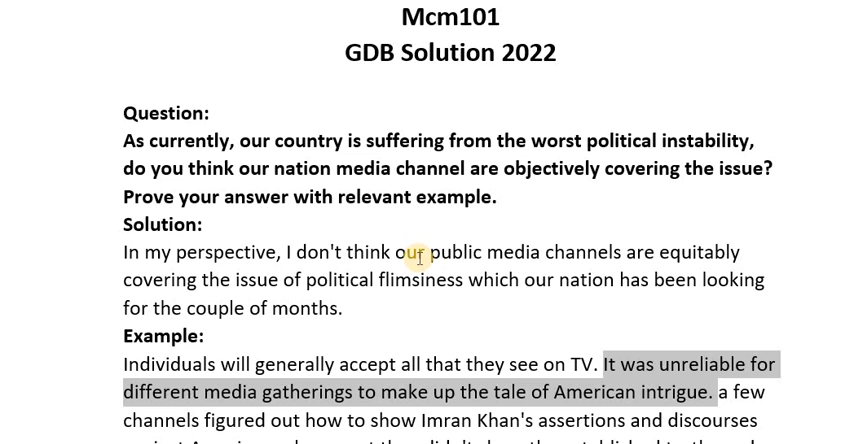 Mcm101
GDB Solution 2022
Question:
As currently, our country is suffering from the worst political instability,
do you think our nation media channel are objectively covering the issue?
Prove your answer with relevant example.
Solution:
In my perspective, I don't think our public media channels are equitably
covering the issue of political flimsiness which our nation has been looking
for the couple of months.
Example:
Individuals will generally accept all that they see on TV. It was unreliable for
different media gatherings to make up the tale of American intrigue. a few
channels figured out how to show Imran Khan's assertions and discourses